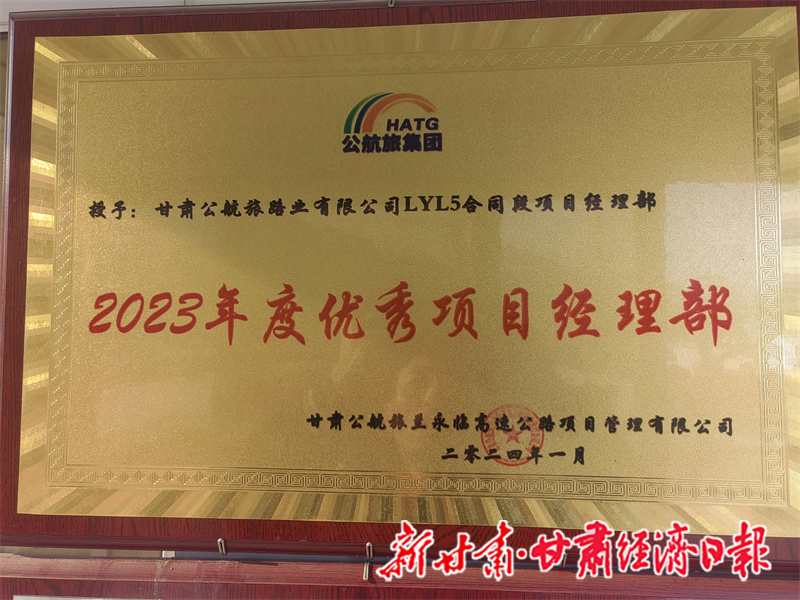 HATG
公航旅集团
授予：甘肃公航旅路业有限公司LYL5合同段项目经理部
2023年度优秀项目经理部
甘肃公航旅兰永临高速公路项目管理有限公司
二零二四年一月
新甘肃·甘肃经济日报